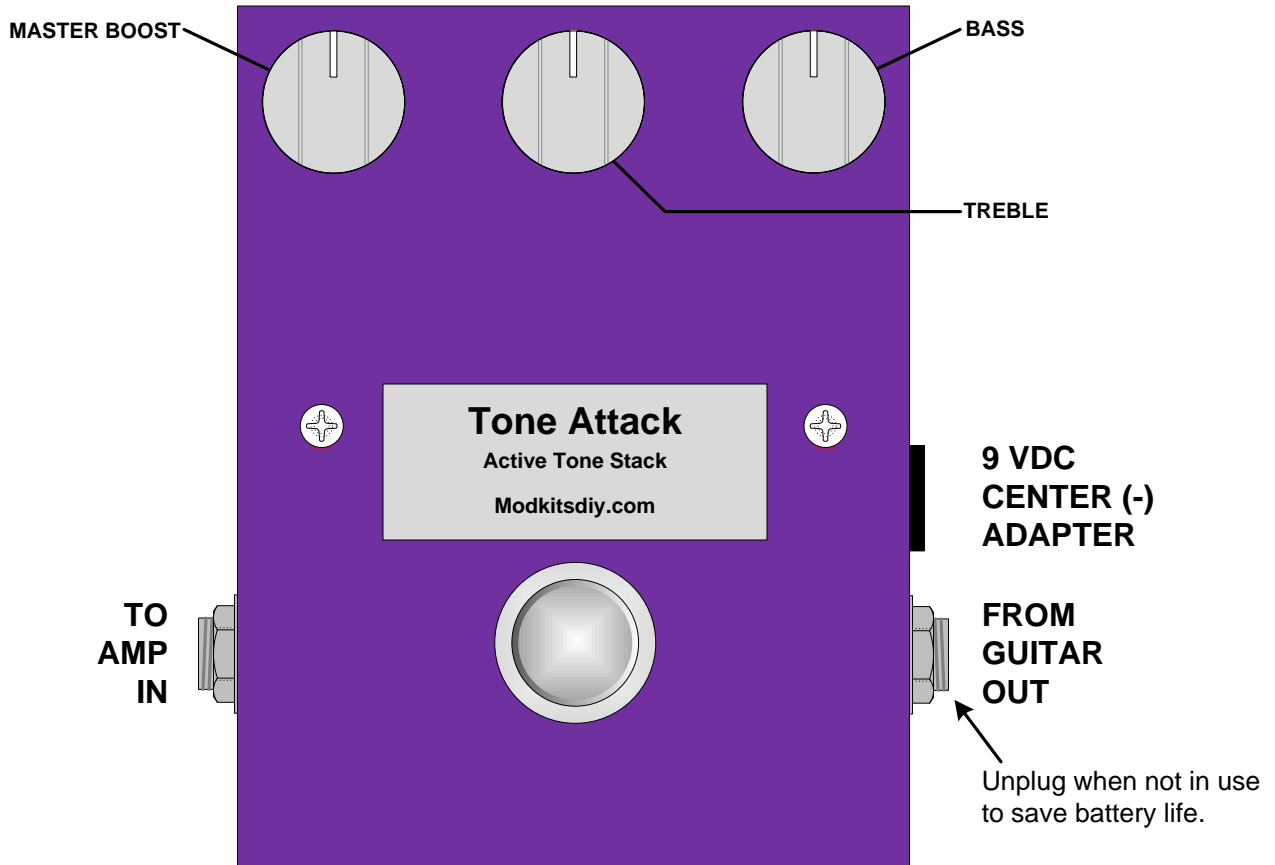 MASTER BOOST
BASS
TREBLE
Tone Attack
Active Tone Stack
Modkitsdiy.com
9 VDC
CENTER (-)
ADAPTER
TO
AMP
IN
FROM
GUITAR
OUT
Unplug when not in use
to save battery life.